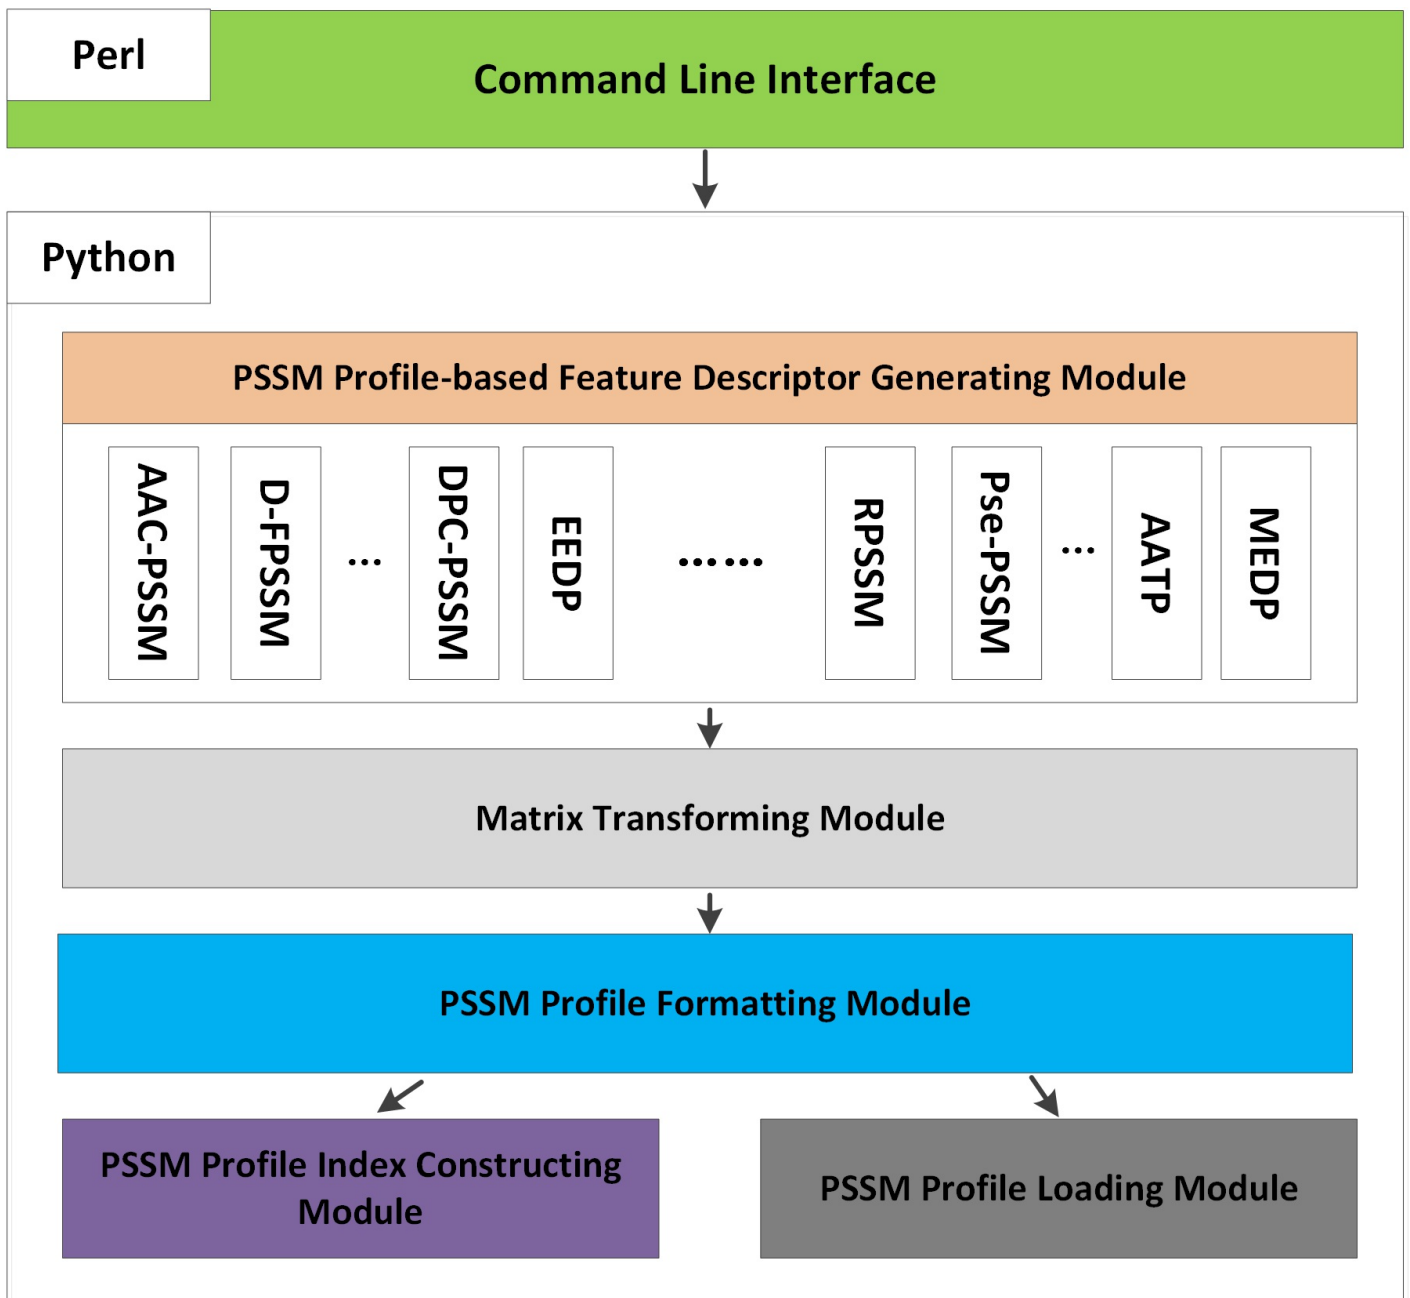 Perl
Command Line Interface
Python
PSSM Profile-based Feature Descriptor Generating Module
AAC-PSSM
D-FPSSM
...
DPC-PSSM
EEDP
......
RPSSM
Pse-PSSM
...
AATP
MEDP
Matrix Transforming Module
PSSM Profile Formatting Module
PSSM Profile Index Constructing
Module
PSSM Profile Loading Module